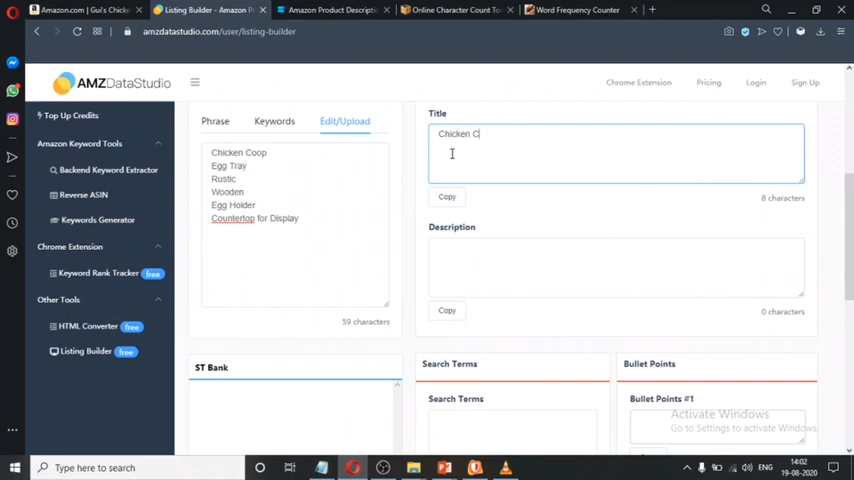 Amazon.com | Gui's Chicke
Listing Builder - Amazon P
Amazon Product Descripti
Online Character Count To
Word Frequency Counter
amzdatastudio.com/user/listing-builder
AMZDataStudio
Chrome Extension
Pricing
Login
Sign Up
Top Up Credits
Amazon Keyword Tools
Backend Keyword Extractor
Reverse ASIN
Keywords Generator
Chrome Extension
Keyword Rank Tracker free
Other Tools
HTML Converter free
Listing Builder free
Phrase
Keywords
Edit/Upload
Chicken Coop
Egg Tray
Rustic
Wooden
Egg Holder
Countertop for Display
59 characters
Title
Chicken C
Copy
8 characters
Description
Copy
0 characters
ST Bank
Search Terms
Search Terms
Bullet Points
Bullet Points #1
Activate Windows
Go to Settings to activate Windows.
Type here to search
ENG
14:02
19-08-2020